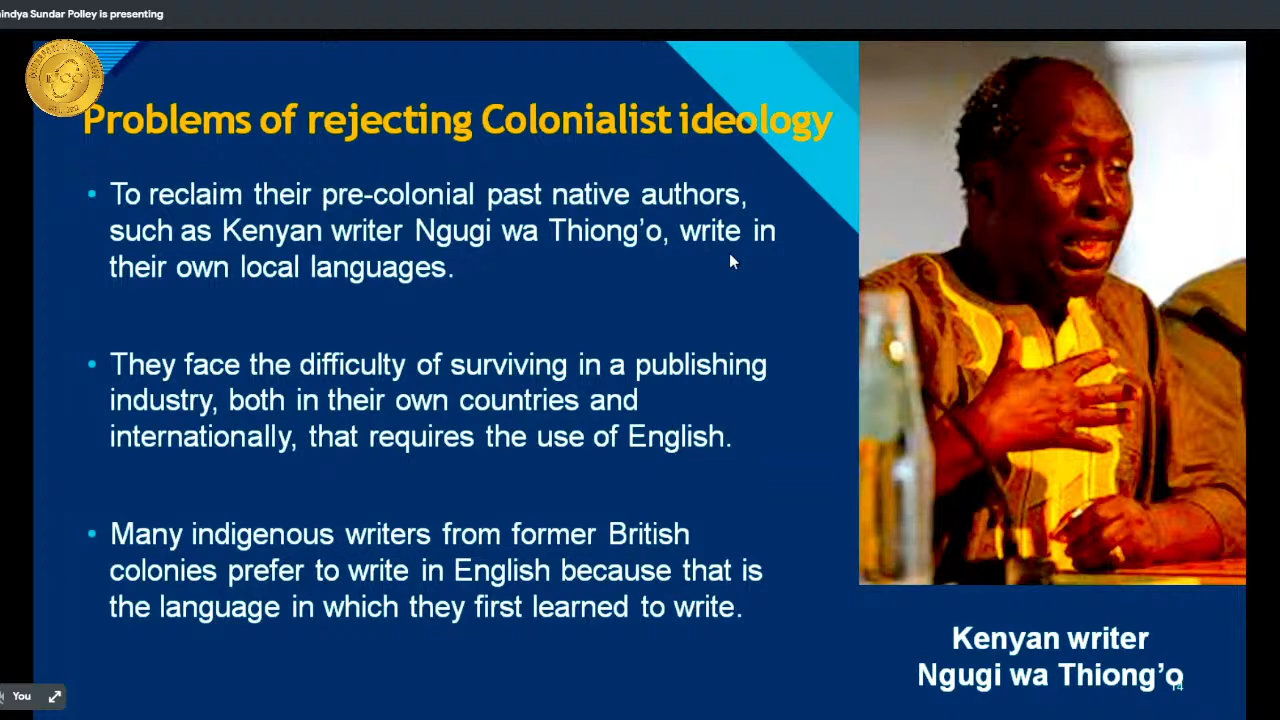 indya Sundar Polley is presenting
Problems of rejecting Colonialist ideology
• To reclaim their pre-colonial past native authors,
such as Kenyan writer Ngugi wa Thiong’o, write in
their own local languages.
• They face the difficulty of surviving in a publishing
industry, both in their own countries and
internationally, that requires the use of English.
• Many indigenous writers from former British
colonies prefer to write in English because that is
the language in which they first learned to write.
Kenyan writer
Ngugi wa Thiong’o
14
You